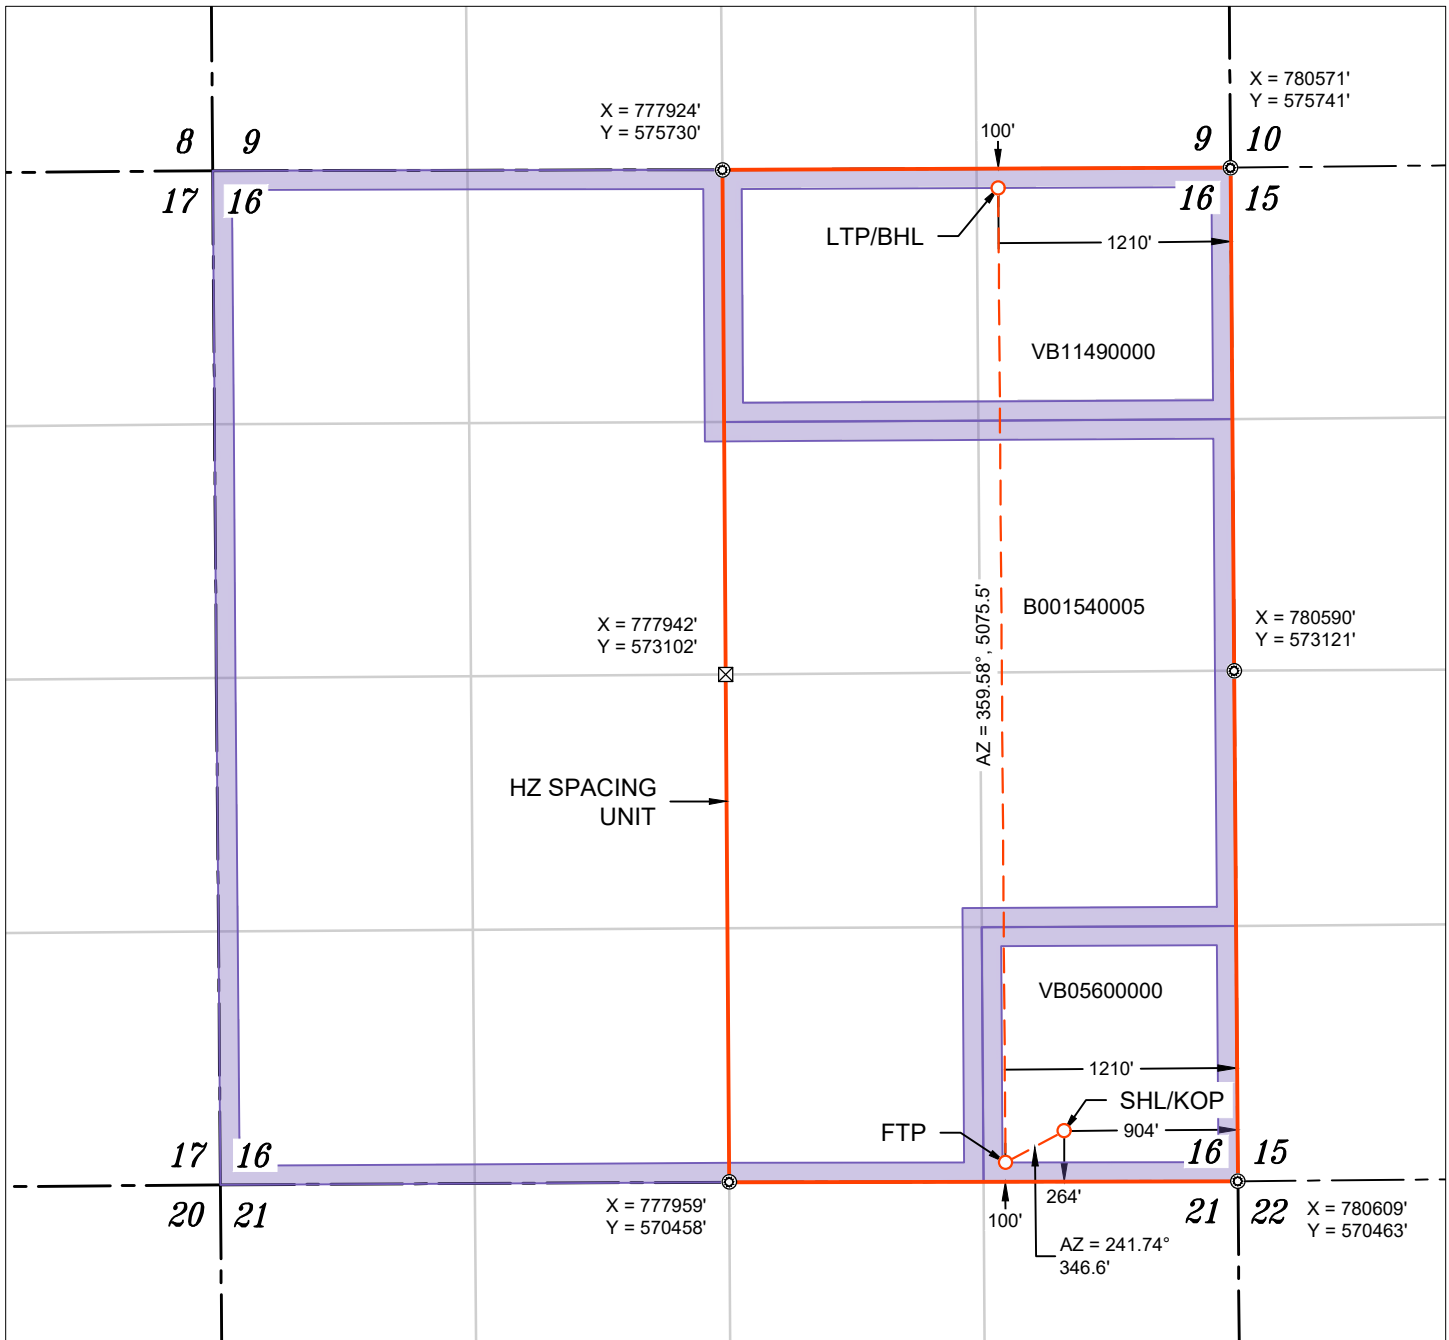 X = 780571'
Y = 575741'
X = 777924'
Y = 575730'
8 9
100'
9 10
17 16
16 15
LTP/BHL
1210'
VB11490000
AZ = 359.58°, 5075.5'
B001540005
X = 777942'
Y = 573102'
X = 780590'
Y = 573121'
HZ SPACING
UNIT
VB05600000
1210'
SHL/KOP
FTP
904'
17 16
16 15
264'
20 21
X = 777959'
Y = 570458'
100'
21 22
X = 780609'
Y = 570463'
AZ = 241.74°
346.6'